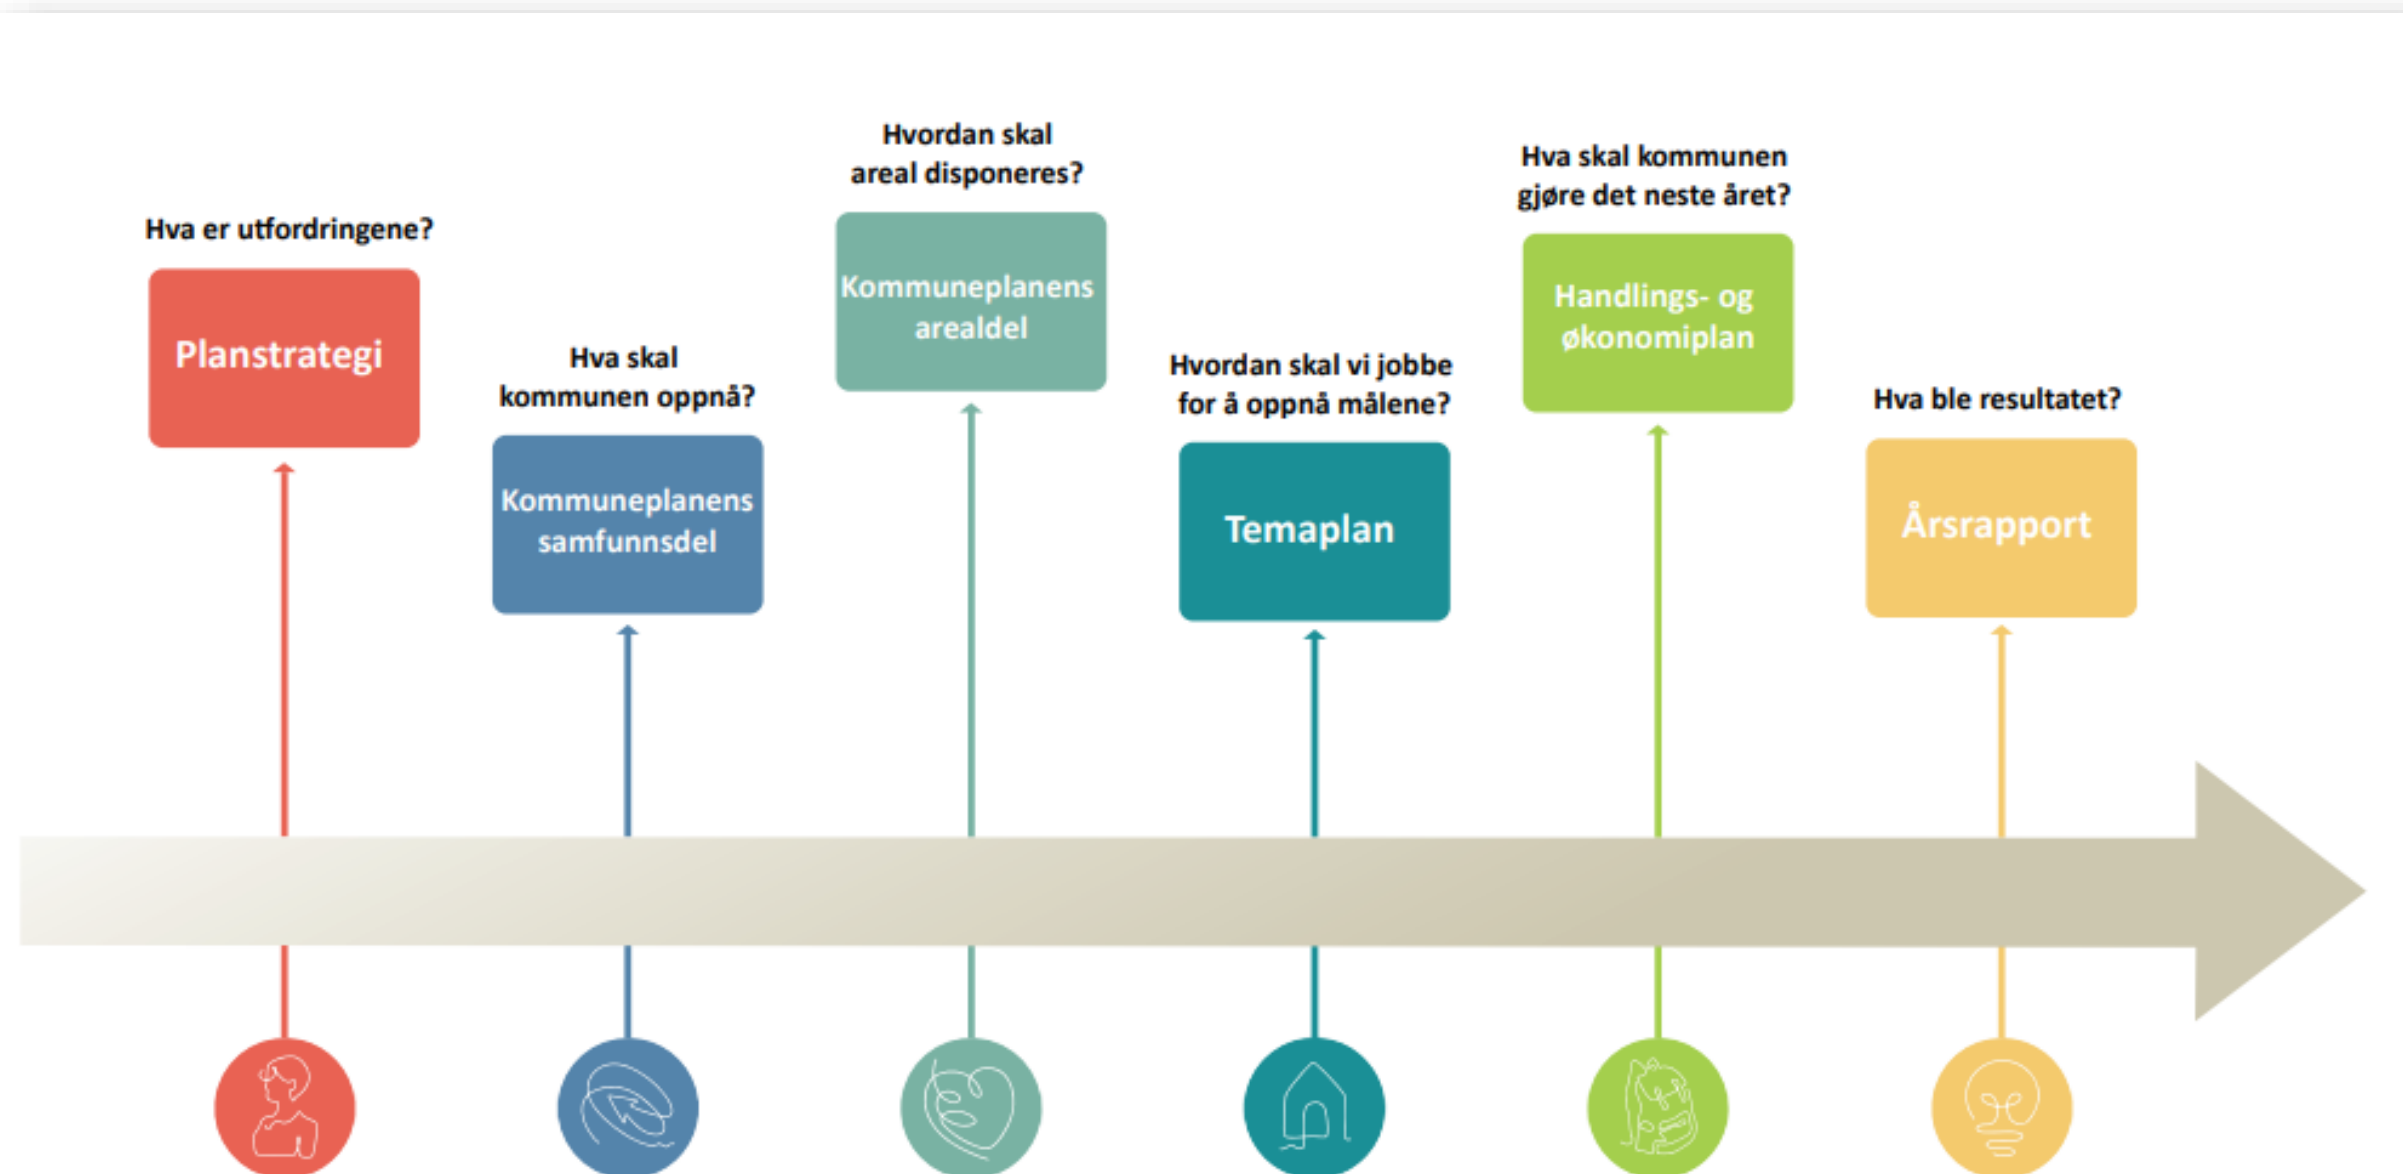 Hva er utfordringene?
Planstrategi
Hva skal
kommunen oppnå?
Kommuneplanens
samfunnsdel
Hvordan skal
areal disponeres?
Kommuneplanens
arealdel
Hvordan skal vi jobbe
for å oppnå målene?
Temaplan
Hva skal kommunen
gjøre det neste året?
Handlings- og
økonomiplan
Hva ble resultatet?
Årsrapport